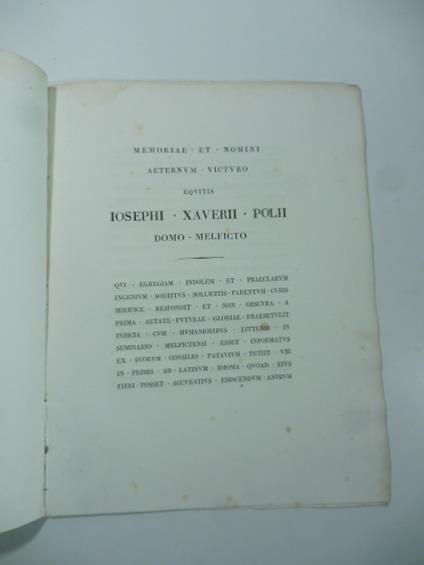 MEMORIAE · ET · NOMINI
AETERNVM · VICTVRO
EQVITIS
IOSEPHI · XAVERII · POLII
DOMO · MELFICTO
QVI · EGREGIAM · INDOLEM · ET · PRAECLARVM
INGENIVM · SORTITVS · SOLLICITIS · PARENTVM · CVRIS
MIRIFICE · RESPONDIT · ET · NON · OBSCVRA · A
PRIMA · AETATE · FVTVRAE · GLORIAE · PRAESETVLIT
INDICIA · CVM · HVMANIORIBVS · LITTERIS · IN
SEMINARIO · MELFICTENSI · ESSET · INFORMATVS
EX · SVORVM · CONSILIO · PATAVIVM · PETIIT · VBI
IN · PRIMIS · AD · LATINVM · IDIOMA · QVOAD · EIVS
FIERI · POSSET · ACCVRATIVS · EDISCENDVM · ANIMVM